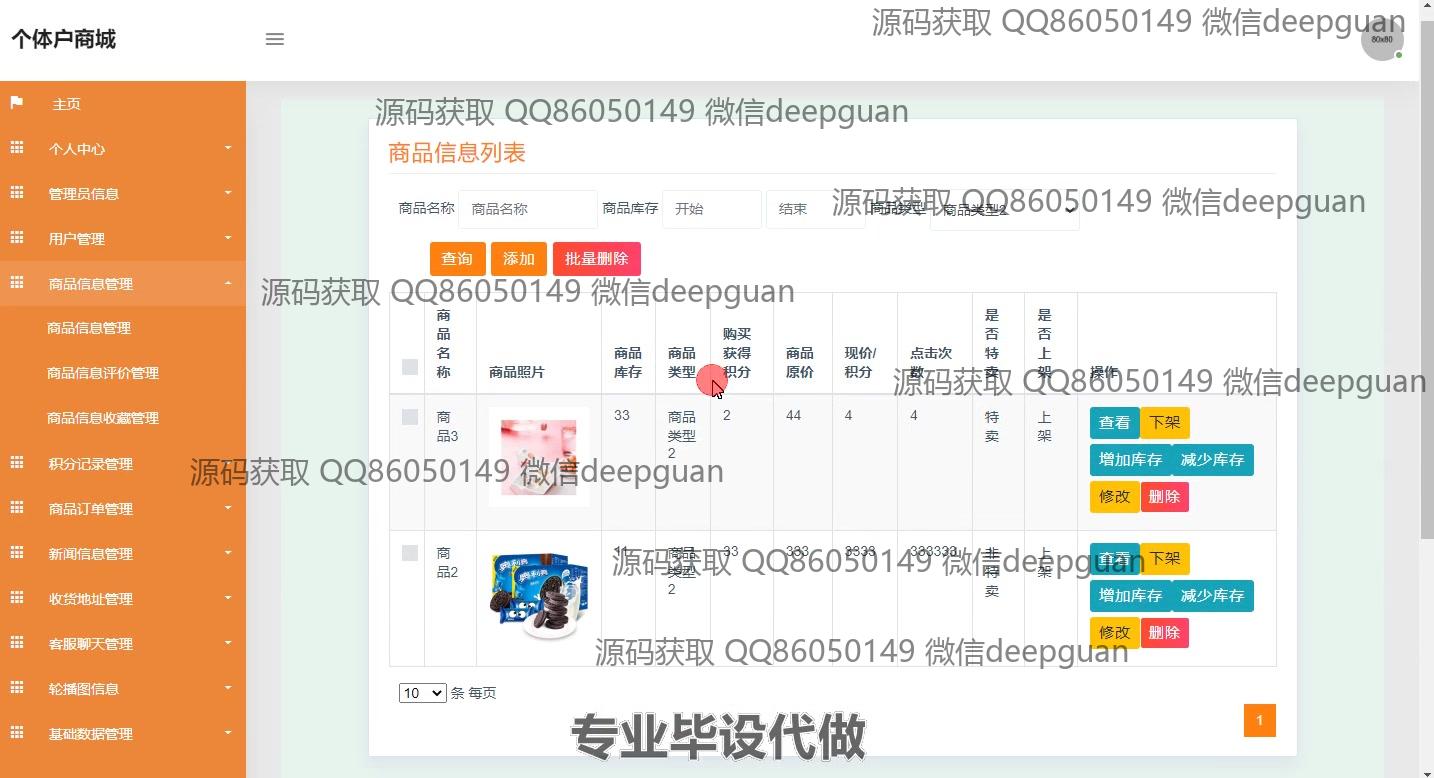 个体户商城
源码获取 QQ86050149 微信deepguan
80x80
主页
个人中心
管理员信息
用户管理
商品信息管理
商品信息管理
商品信息评价管理
商品信息收藏管理
积分记录管理
商品订单管理
新闻信息管理
收货地址管理
客服聊天管理
轮播图信息
基础数据管理
源码获取 QQ86050149 微信deepguan
商品信息列表
商品名称 商品名称 商品库存 开始 结束 商品类型 商品类型2
源码获取 QQ86050149 微信deepguan
查询 添加 批量删除
源码获取 QQ86050149 微信deepguan
商品名称 商品照片 商品库存 商品类型 购买获得积分 商品原价 现价/积分 点击次数 是否特卖 是否上架 操作
源码获取 QQ86050149 微信deepguan
商品3 33 商品类型2 2 44 4 4 特卖 上架 查看 下架
增加库存 减少库存
修改 删除
源码获取 QQ86050149 微信deepguan
商品2 奥利奥 11 商品类型2 33 333 3333 333333 非特卖 上架 查看 下架
源码获取 QQ86050149 微信deepguan
增加库存 减少库存
修改 删除
源码获取 QQ86050149 微信deepguan
10 条 每页
1
专业毕设代做